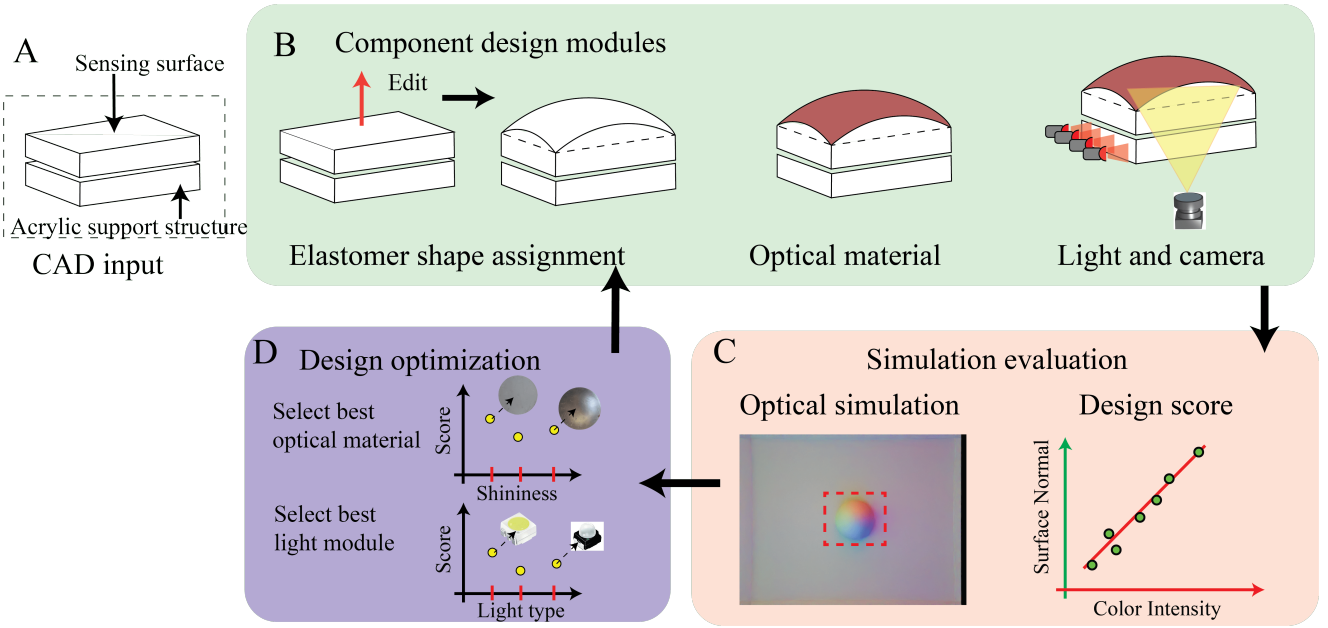 A
Sensing surface
Acrylic support structure
CAD input
B
Component design modules
Edit
Elastomer shape assignment
Optical material
Light and camera
C
Simulation evaluation
Optical simulation
Design score
Surface Normal
Color Intensity
D
Design optimization
Select best
optical material
Score
Shininess
Select best
light module
Score
Light type